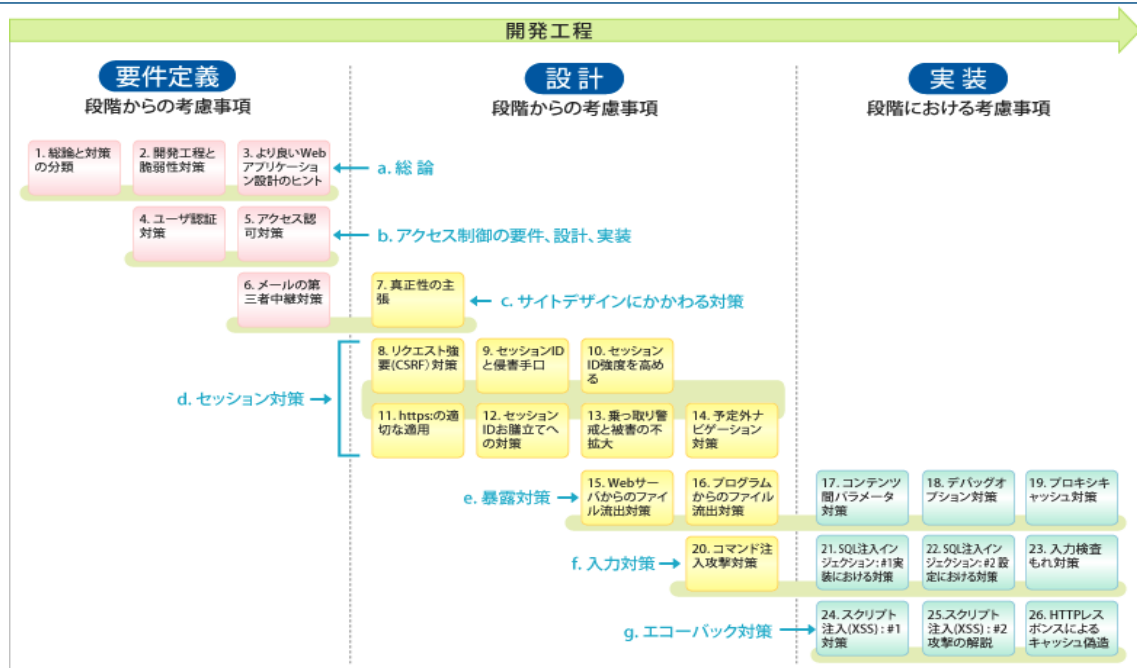 開発工程
要件定義
段階からの考慮事項
設計
段階からの考慮事項
実装
段階における考慮事項
1. 総論と対策
の分類
2. 開発工程と
脆弱性対策
3. より良いWeb
アプリケーショ
ン設計のヒント
a. 総論
4. ユーザ認証
対策
5. アクセス認
可対策
b. アクセス制御の要件、設計、実装
6. メールの第
三者中継対策
7. 真正性の主
張
c. サイトデザインにかかわる対策
d. セッション対策
8. リクエスト強
要(CSRF)対策
9. セッションID
と侵害手口
10. セッション
ID強度を高め
る
11. https:の適
切な適用
12. セッション
IDお膳立てへ
の対策
13. 乗っ取り警
戒と被害の不
拡大
14. 予定外ナ
ビゲーション
対策
e. 暴露対策
15. Webサー
バからのファイ
ル流出対策
16. プログラム
からのファイル
流出対策
17. コンテンツ
間パラメータ
対策
18. デバッグオ
プション対策
19. プロキシキ
ャッシュ対策
f. 入力対策
20. コマンド注
入攻撃対策
21. SQL注入イン
ジェクション: #1実
装における対策
22. SQL注入イン
ジェクション: #2 設
定における対策
23. 入力検査
もれ対策
g. エコーバック対策
24. スクリプト
注入(XSS) : #1
対策
25. スクリプト
注入(XSS) : #2
攻撃の解説
26. HTTPレス
ポンスによる
キャッシュ偽造